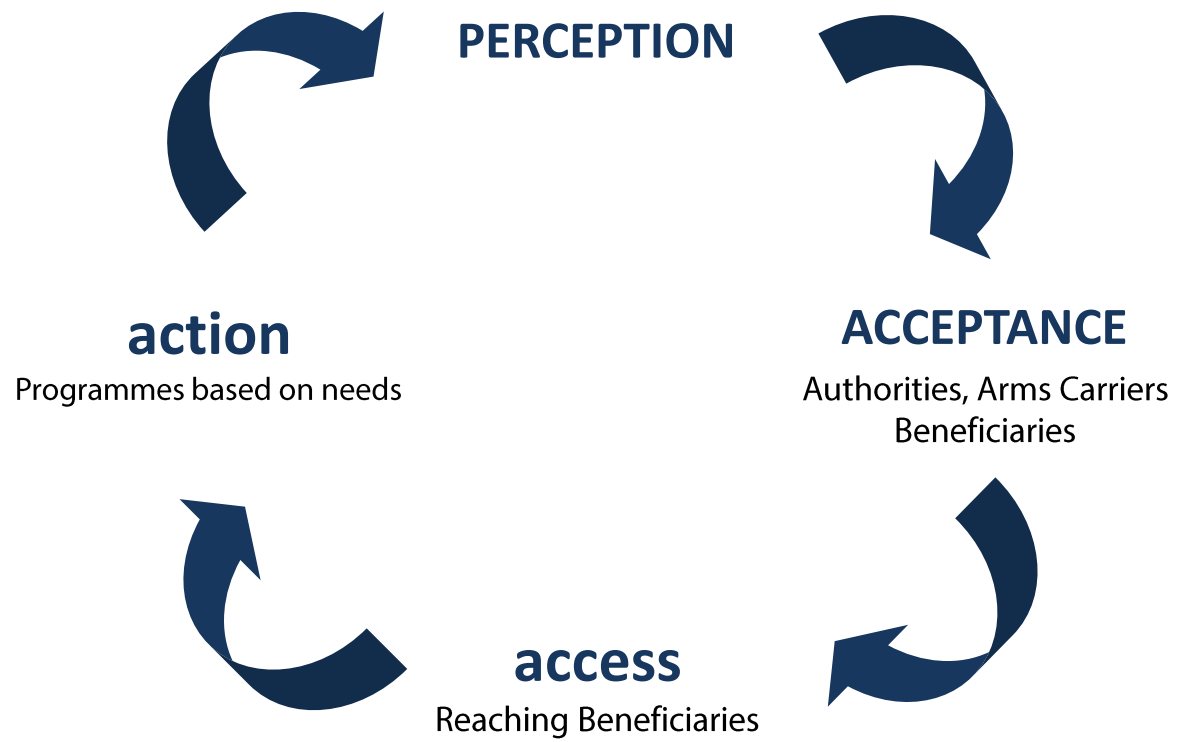 PERCEPTION
action
Programmes based on needs
ACCEPTANCE
Authorities, Arms Carriers
Beneficiaries
access
Reaching Beneficiaries